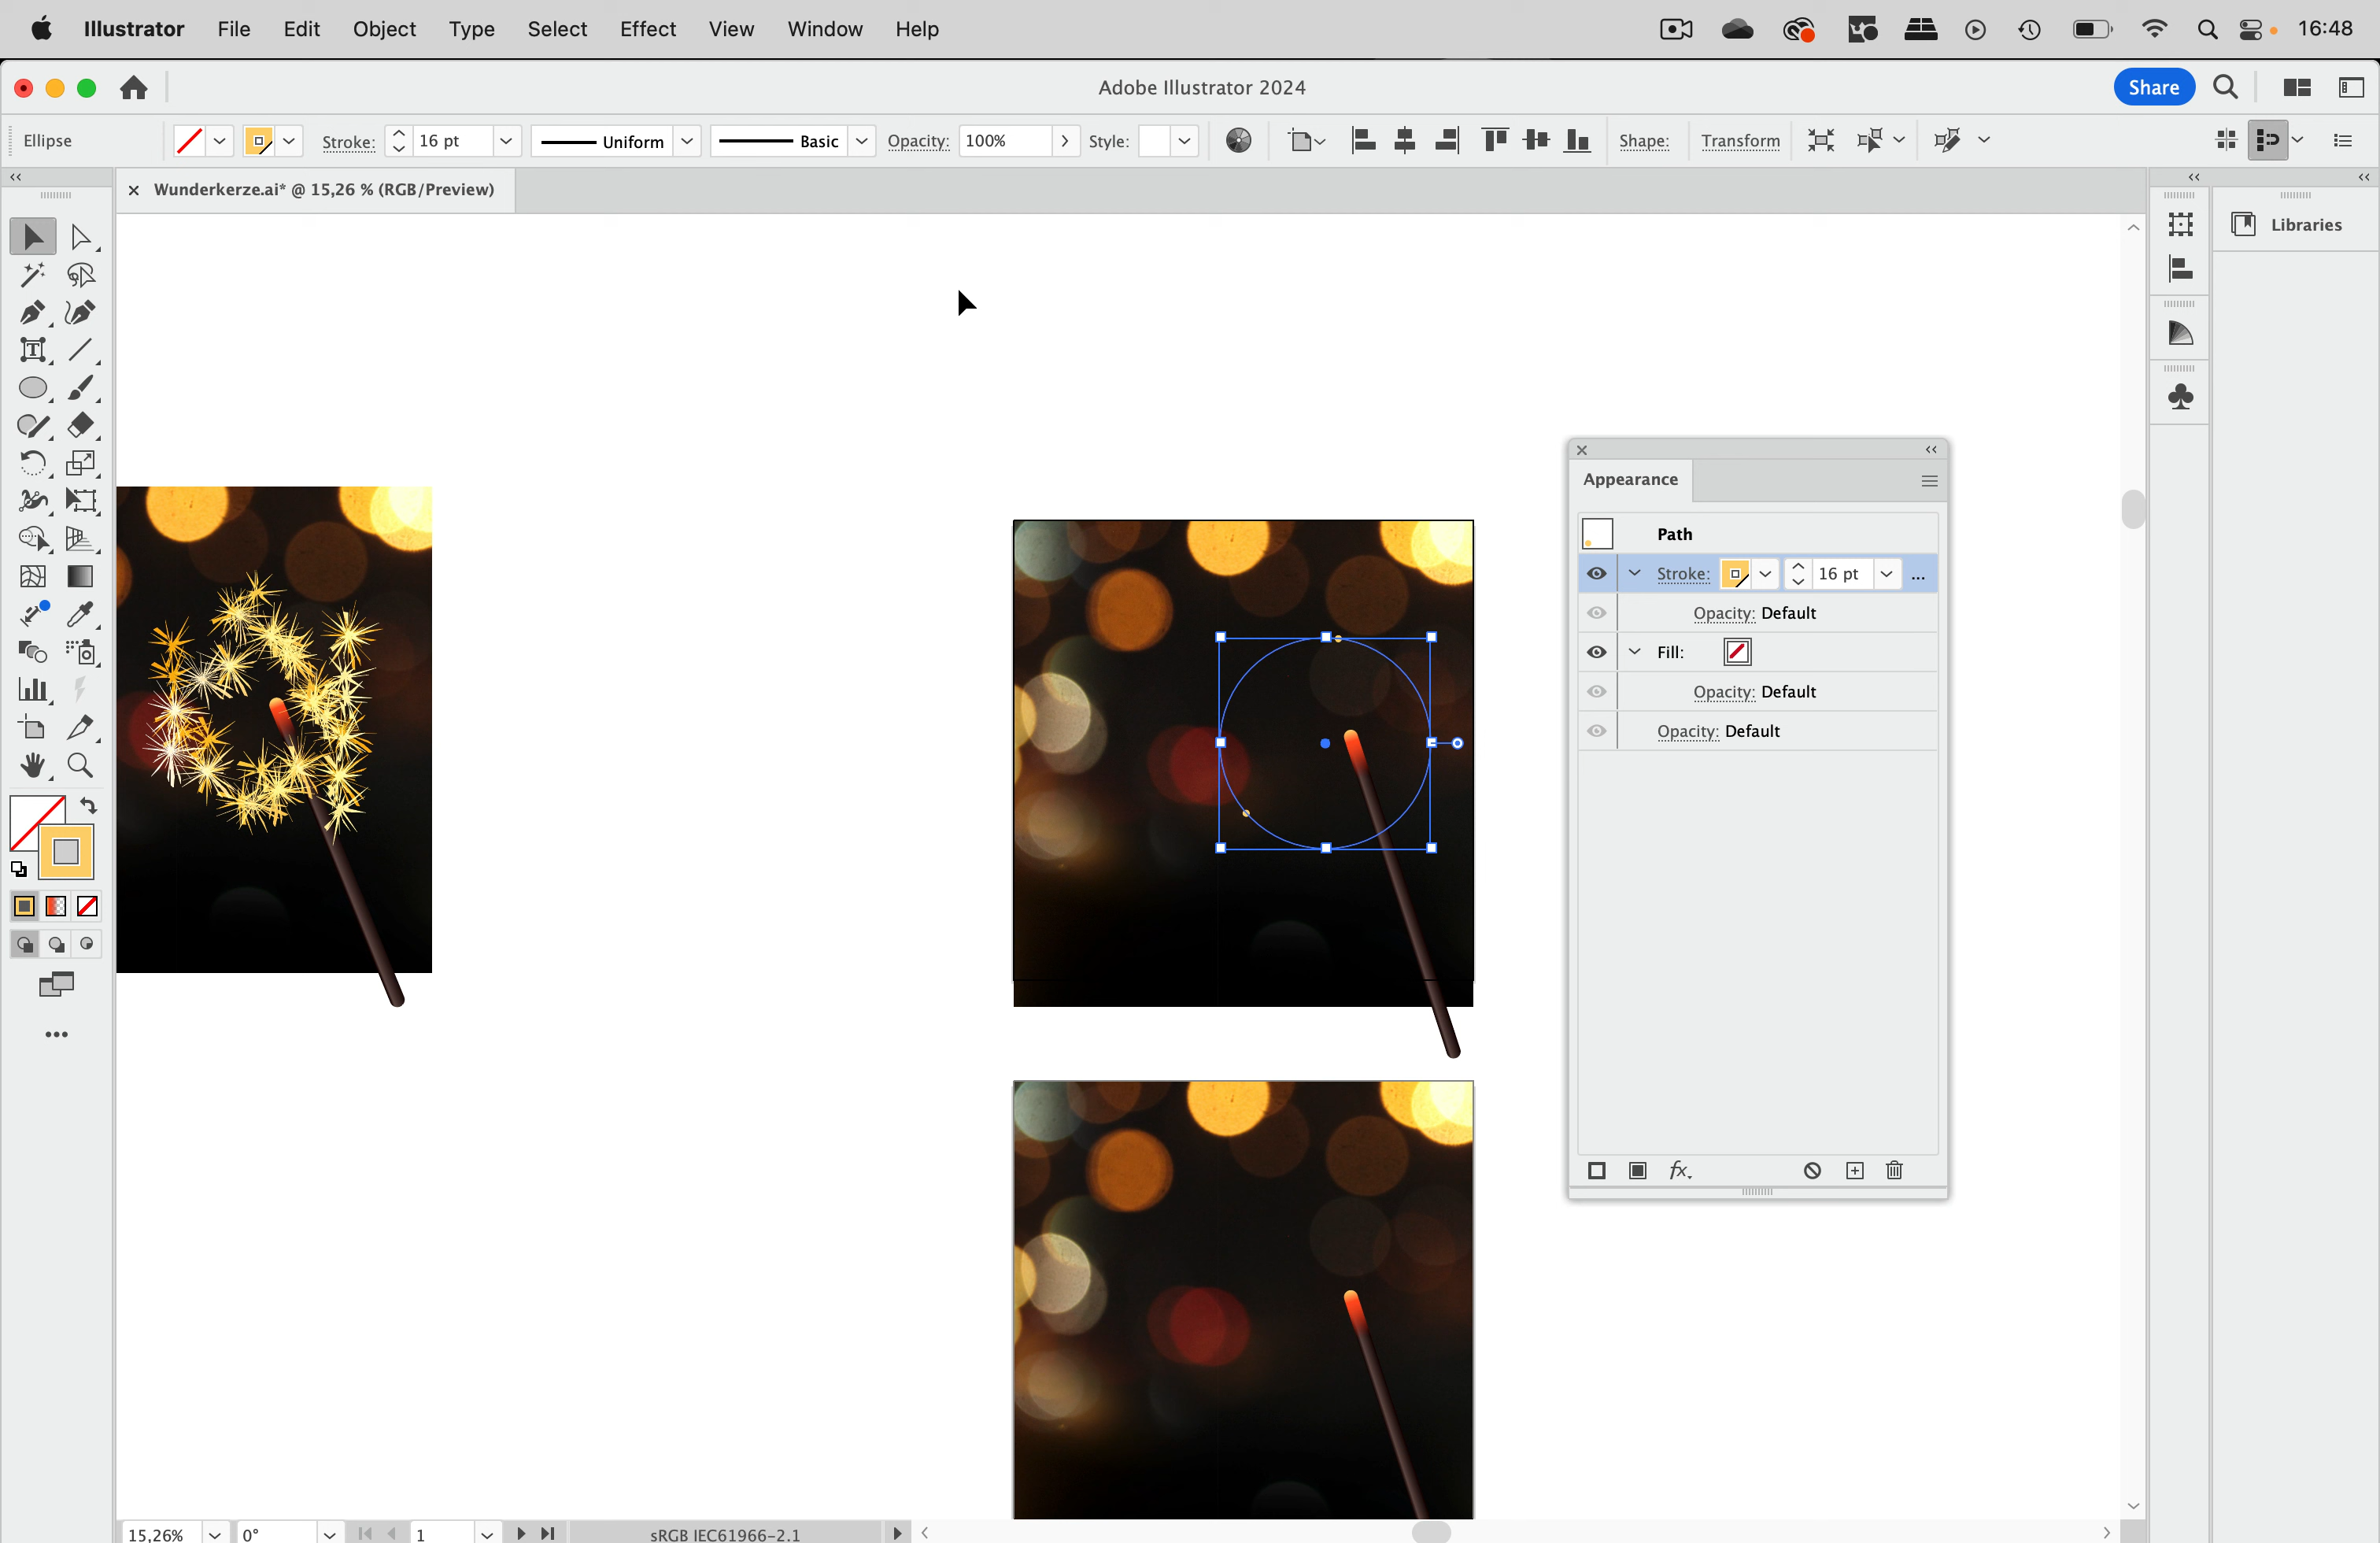 Illustrator File Edit Object Type Select Effect View Window Help 16:48
Adobe Illustrator 2024 Share
Ellipse Stroke: 16 pt Uniform Basic Opacity: 100% Style: Shape: Transform
Wunderkerze.ai* @ 15,26 % (RGB/Preview)
Libraries
Appearance
Path
Stroke: 16 pt ...
Opacity: Default
Fill:
Opacity: Default
Opacity: Default
fx
15,26% 0° 1 sRGB IEC61966-2.1